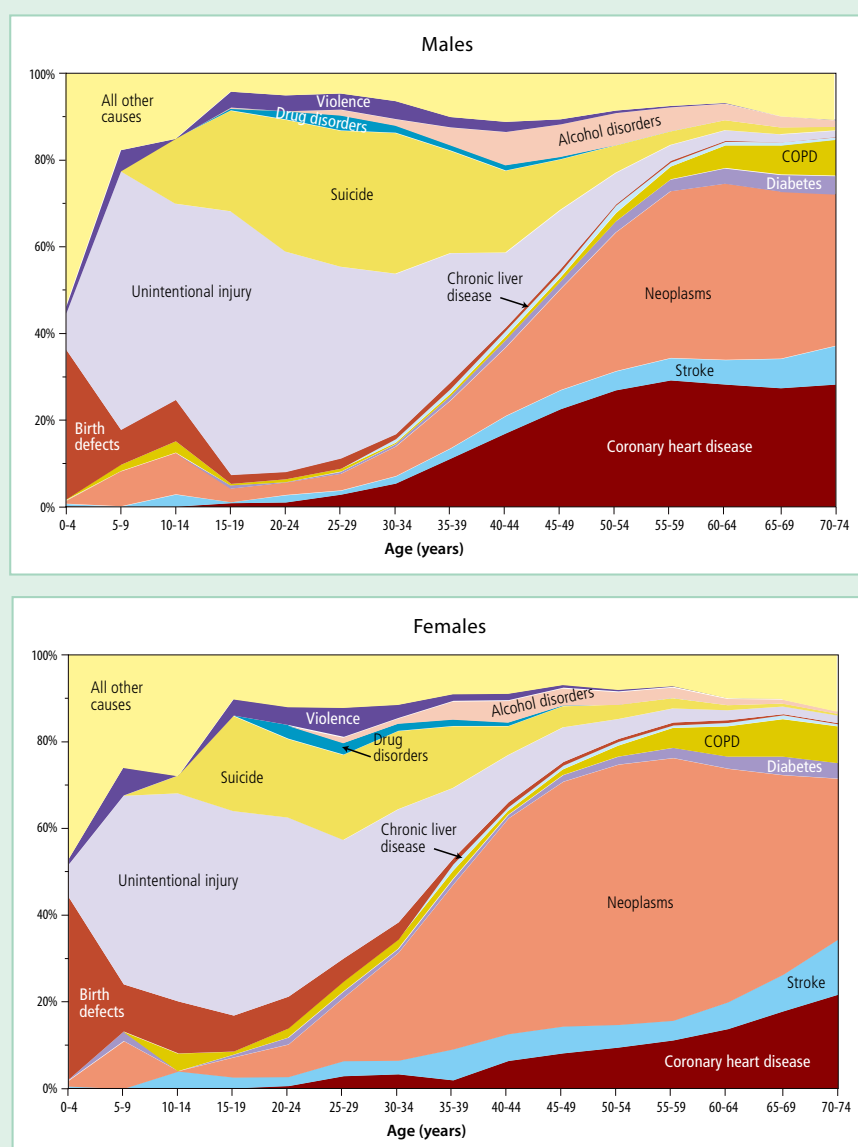 Males
100%
80%
60%
40%
20%
0%
All other
causes
Violence
Drug disorders
Alcohol disorders
COPD
Suicide
Diabetes
Unintentional injury
Chronic liver
disease
Neoplasms
Stroke
Birth
defects
Coronary heart disease
0-4 5-9 10-14 15-19 20-24 25-29 30-34 35-39 40-44 45-49 50-54 55-59 60-64 65-69 70-74
Age (years)
Females
100%
80%
60%
40%
20%
0%
All other
causes
Violence
Alcohol disorders
Drug
disorders
COPD
Suicide
Diabetes
Chronic liver
disease
Unintentional injury
Neoplasms
Birth
defects
Stroke
Coronary heart disease
0-4 5-9 10-14 15-19 20-24 25-29 30-34 35-39 40-44 45-49 50-54 55-59 60-64 65-69 70-74
Age (years)